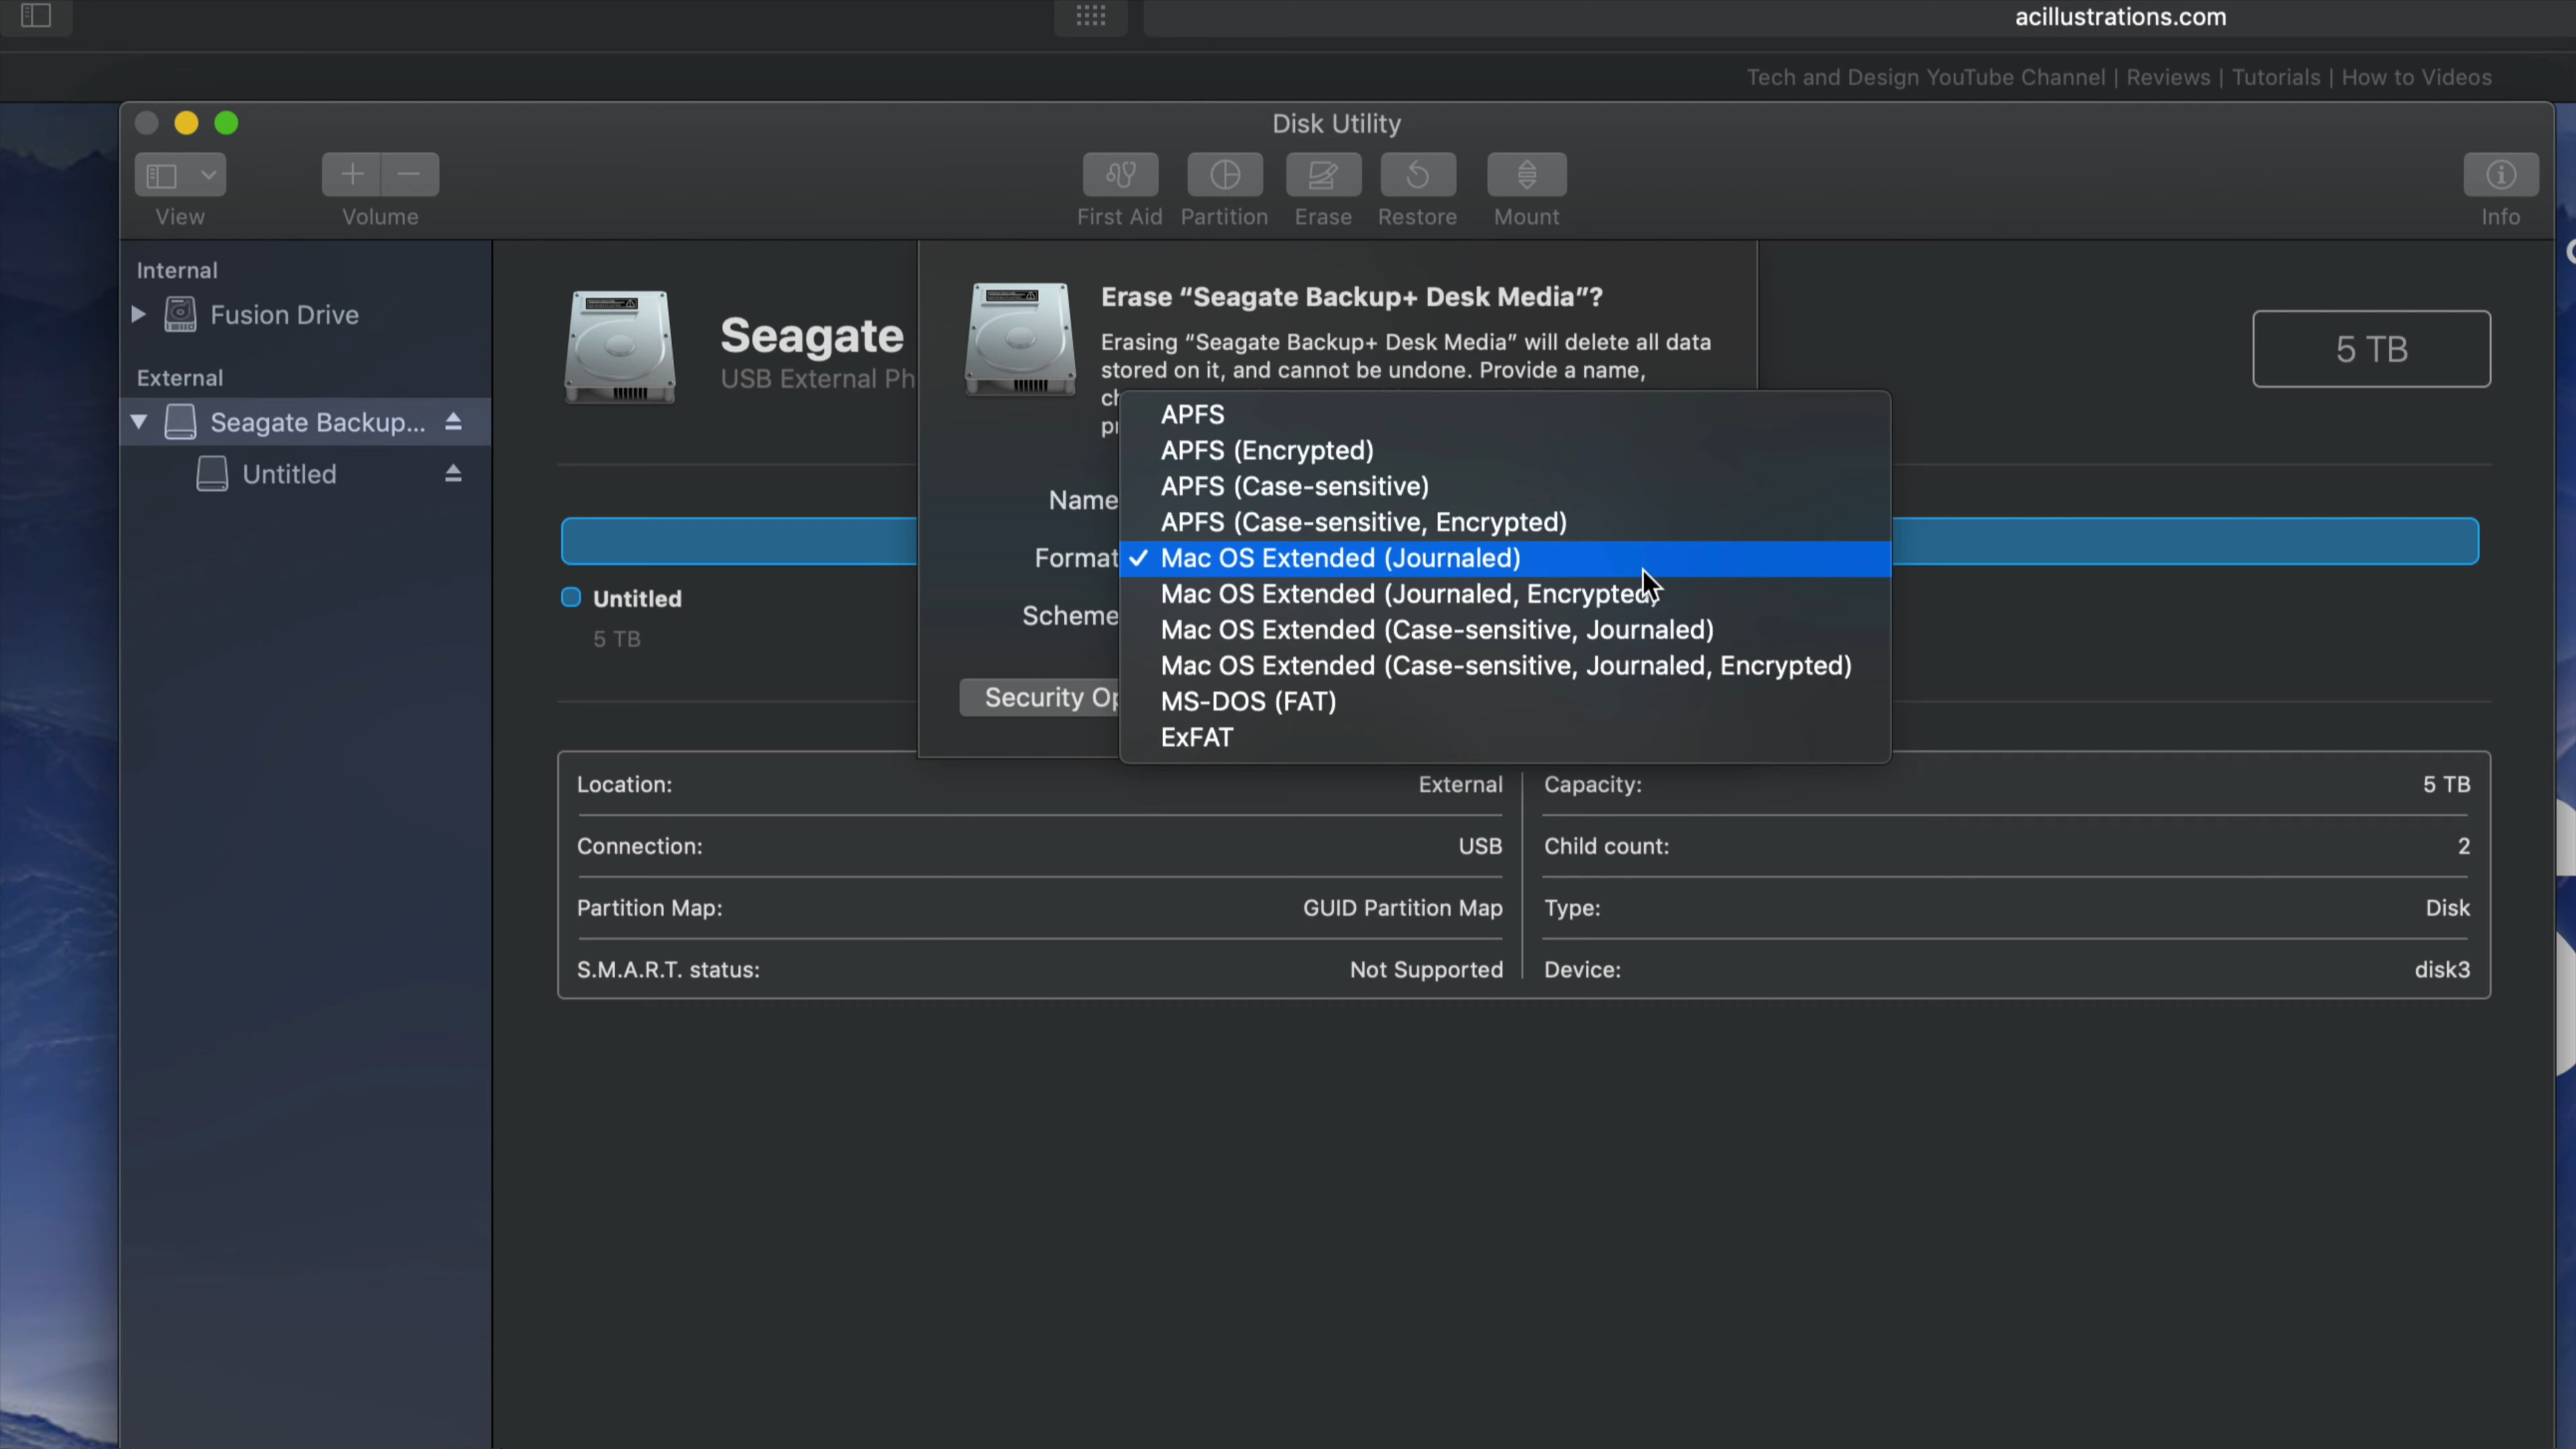 acillustrations.com
Tech and Design YouTube Channel | Reviews | Tutorials | How to Videos
Disk Utility
View
Volume
First Aid
Partition
Erase
Restore
Mount
Info
Internal
Fusion Drive
External
Seagate Backup...
Untitled
Seagate
USB External Ph
5 TB
Erase “Seagate Backup+ Desk Media”?
Erasing “Seagate Backup+ Desk Media” will delete all data
stored on it, and cannot be undone. Provide a name,
Name
Format
Scheme
Security Op
APFS
APFS (Encrypted)
APFS (Case-sensitive)
APFS (Case-sensitive, Encrypted)
Mac OS Extended (Journaled)
Mac OS Extended (Journaled, Encrypted)
Mac OS Extended (Case-sensitive, Journaled)
Mac OS Extended (Case-sensitive, Journaled, Encrypted)
MS-DOS (FAT)
ExFAT
Untitled
5 TB
Location: External
Connection: USB
Partition Map: GUID Partition Map
S.M.A.R.T. status: Not Supported
Capacity: 5 TB
Child count: 2
Type: Disk
Device: disk3